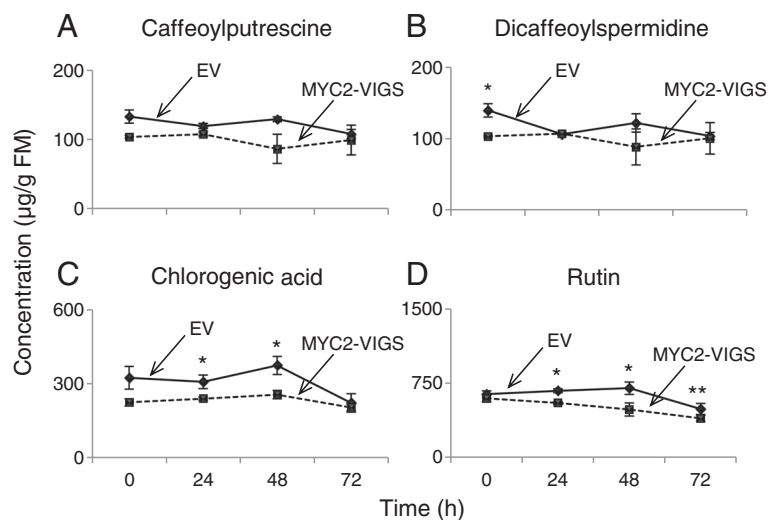 A Caffeoylputrescine
200
100
0
EV
MYC2-VIGS
B Dicaffeoylspermidine
200
100
0
*
EV
MYC2-VIGS
Concentration (µg/g FM)
C Chlorogenic acid
600
300
0
EV
*
*
MYC2-VIGS
0 24 48 72
D Rutin
1500
750
0
EV
*
*
**
MYC2-VIGS
0 24 48 72
Time (h)